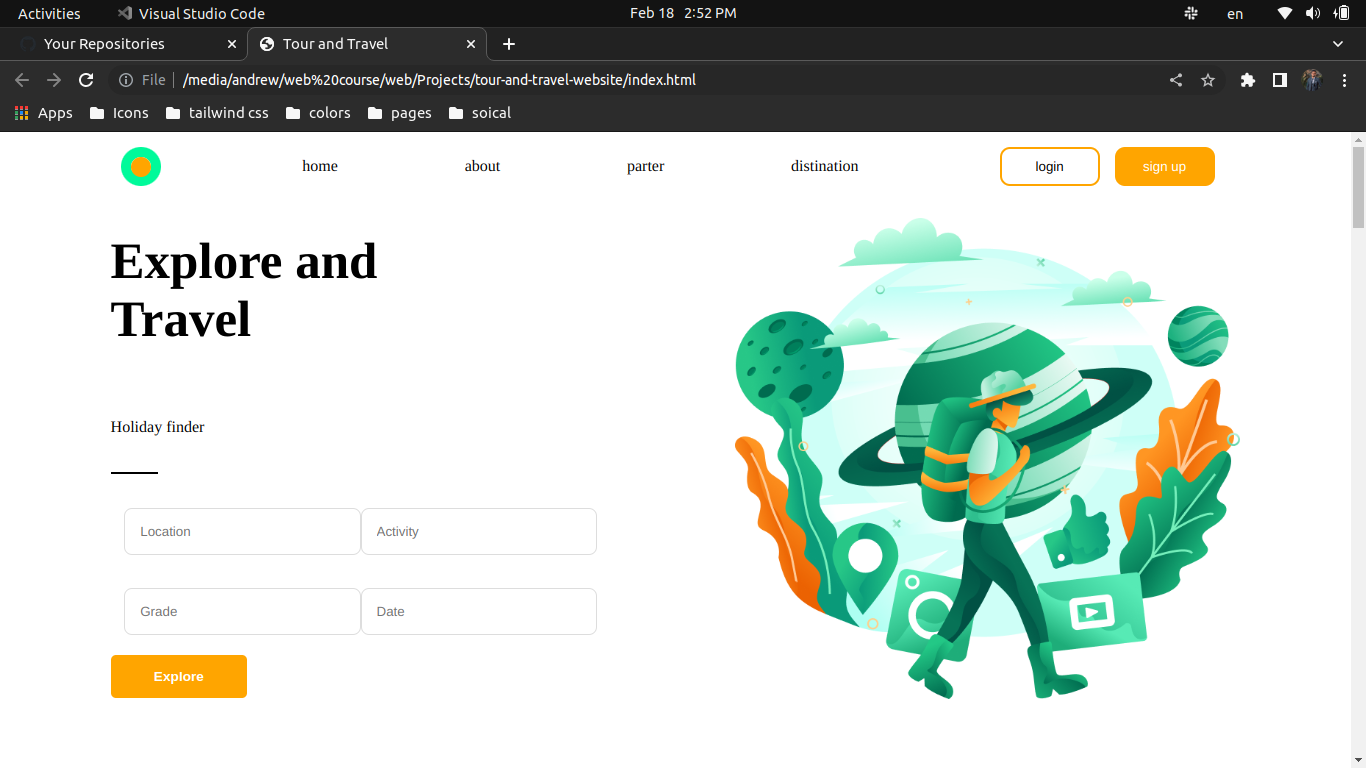 Activities Visual Studio Code Feb 18 2:52 PM en
Your Repositories Tour and Travel
File /media/andrew/web%20course/web/Projects/tour-and-travel-website/index.html
Apps Icons tailwind css colors pages soical
home about parter distination login sign up
Explore and
Travel
Holiday finder
Location Activity
Grade Date
Explore